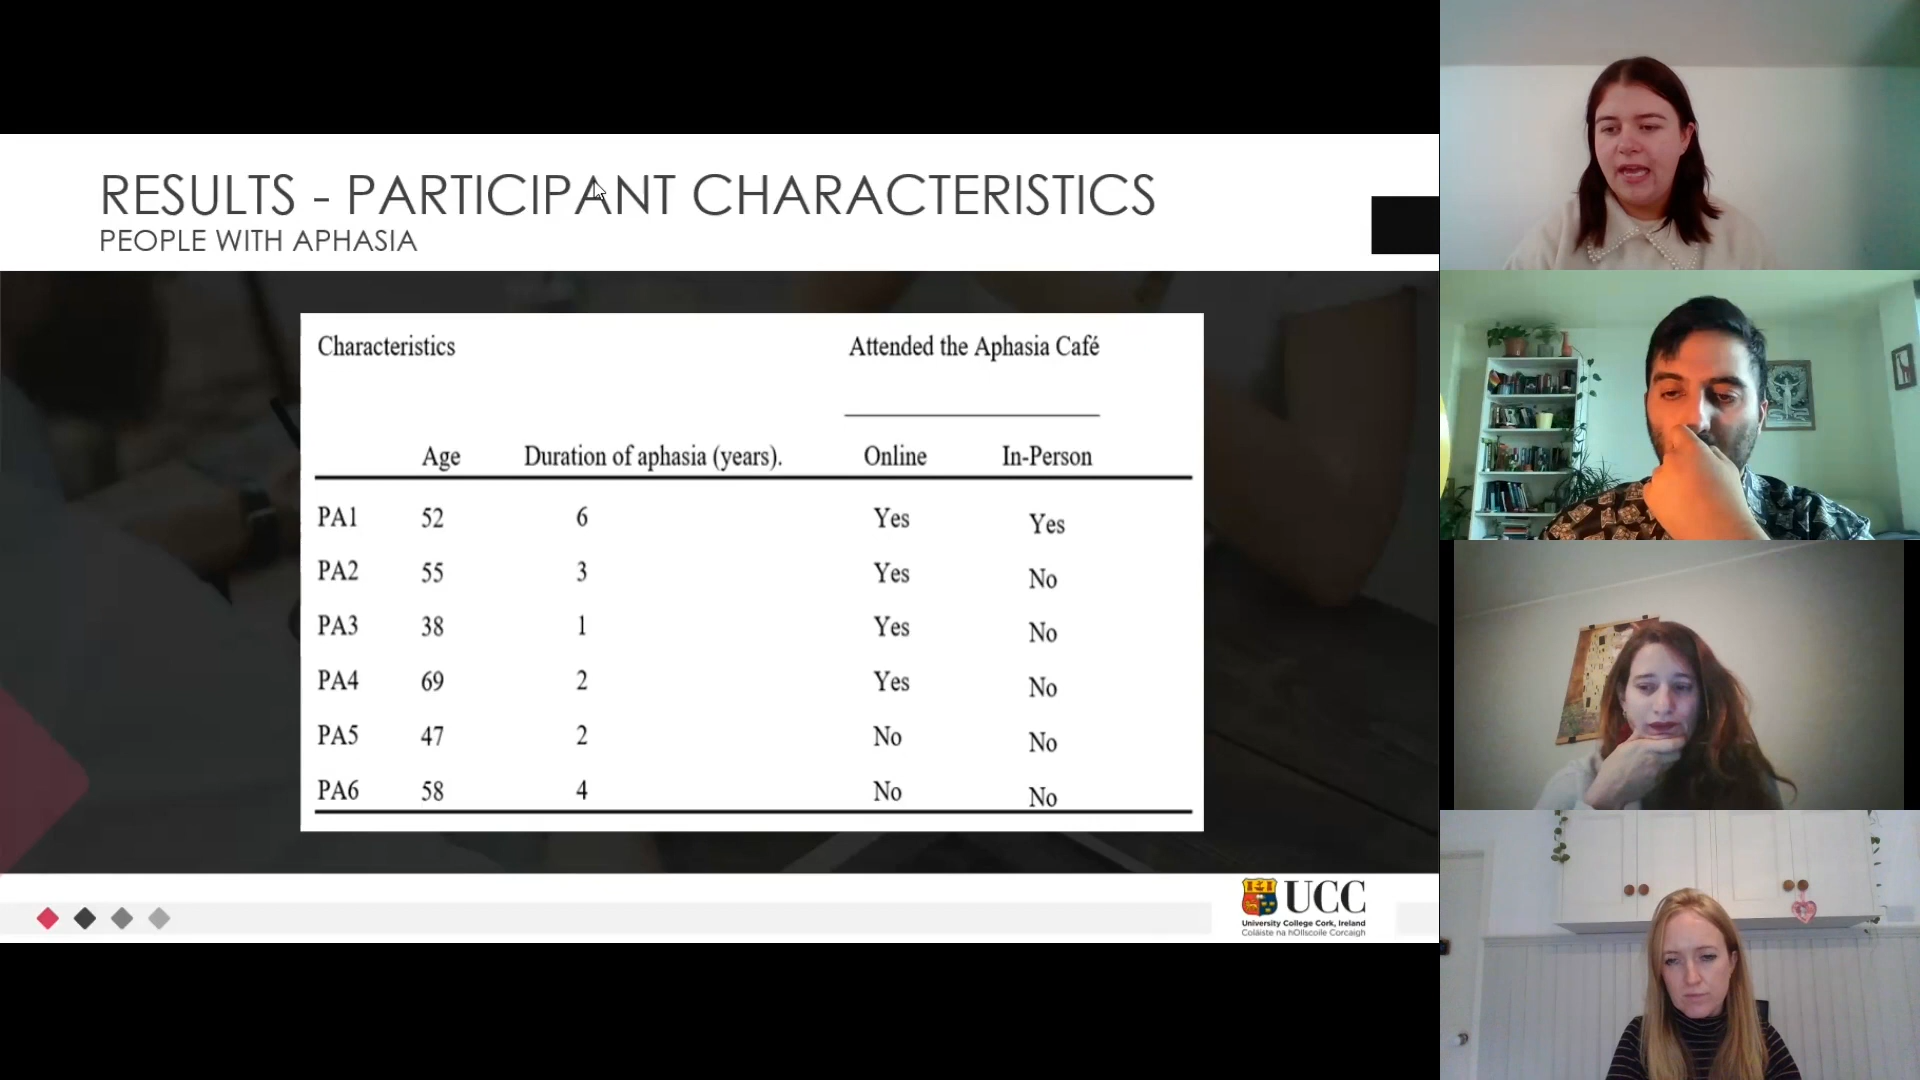 RESULTS - PARTICIPANT CHARACTERISTICS
PEOPLE WITH APHASIA
Characteristics Attended the Aphasia Café
Age Duration of aphasia (years). Online In-Person
PA1 52 6 Yes Yes
PA2 55 3 Yes No
PA3 38 1 Yes No
PA4 69 2 Yes No
PA5 47 2 No No
PA6 58 4 No No
UCC
University College Cork, Ireland
Coláiste na hOllscoile Corcaigh